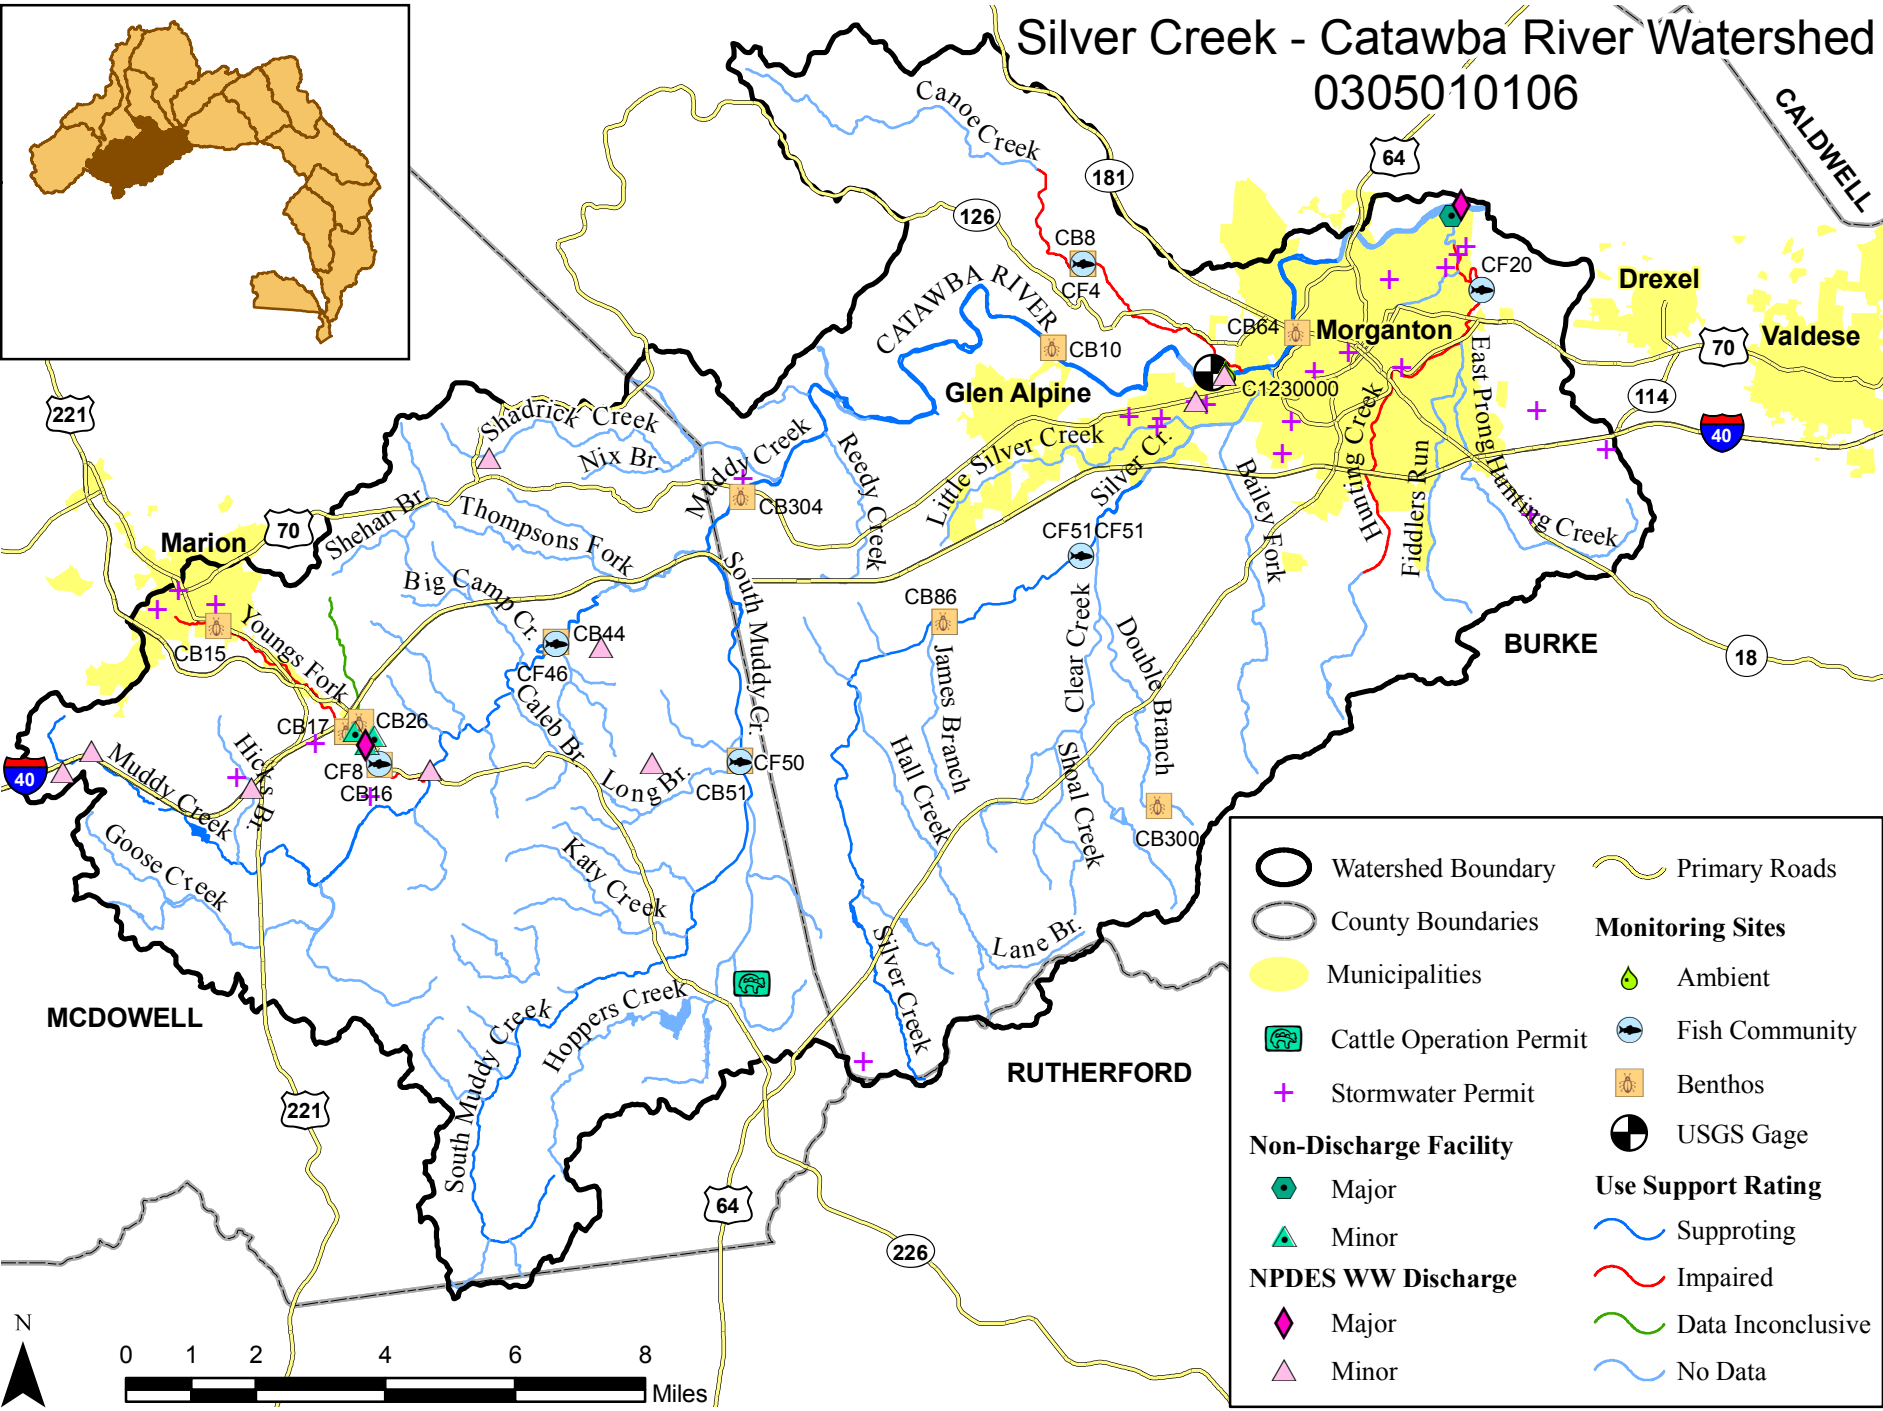 Silver Creek - Catawba River Watershed
0305010106
CALDWELL
Canoe Creek
64
181
126
CB8
CF4
CF20
Drexel
CATAWBA RIVER
CB64
Morganton
70
Valdese
CB10
Glen Alpine
C1230000
114
40
221
Shadrick Creek
Nix Br.
Muddy Creek
Reedy Creek
Little Silver Creek
Silver Cr.
Bailey Fork
Hunting Creek
Fiddlers Run
East Prong Hunting Creek
CB304
Shehan Br.
Thompsons Fork
70
Marion
Big Camp Cr.
South Muddy Cr.
CF51CF51
CB86
Clear Creek
Double Branch
BURKE
18
Youngs Fork
CB15
CB44
CF46
Caleb Br.
James Branch
CB17
CB26
CF8
CB46
Hicks Br.
Muddy Creek
40
Goose Creek
Long Br.
CF50
CB51
Hall Creek
Shoal Creek
CB300
Katy Creek
Silver Creek
Lane Br.
MCDOWELL
South Muddy Creek
Hoppers Creek
South Muddy Creek
RUTHERFORD
221
64
226
N
0 1 2 4 6 8
Miles
Watershed Boundary
County Boundaries
Municipalities
Cattle Operation Permit
Stormwater Permit
Non-Discharge Facility
Major
Minor
NPDES WW Discharge
Major
Minor
Primary Roads
Monitoring Sites
Ambient
Fish Community
Benthos
USGS Gage
Use Support Rating
Supproting
Impaired
Data Inconclusive
No Data